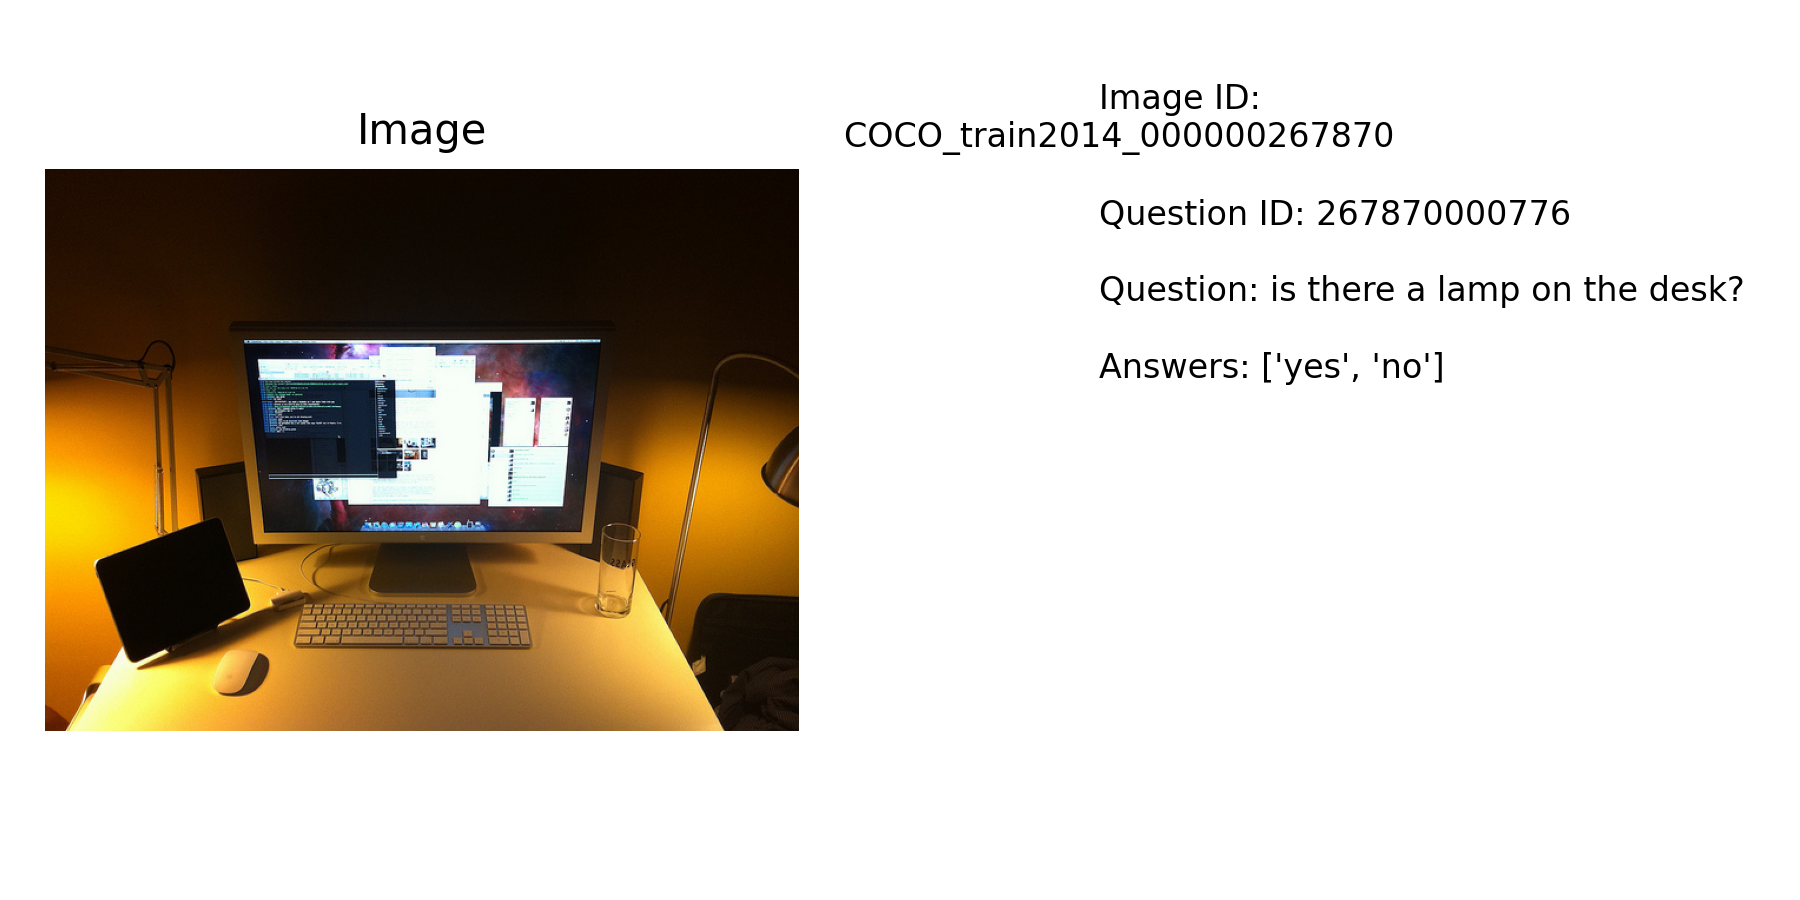 Image
Image ID:
COCO_train2014_000000267870
Question ID: 267870000776
Question: is there a lamp on the desk?
Answers: ['yes', 'no']